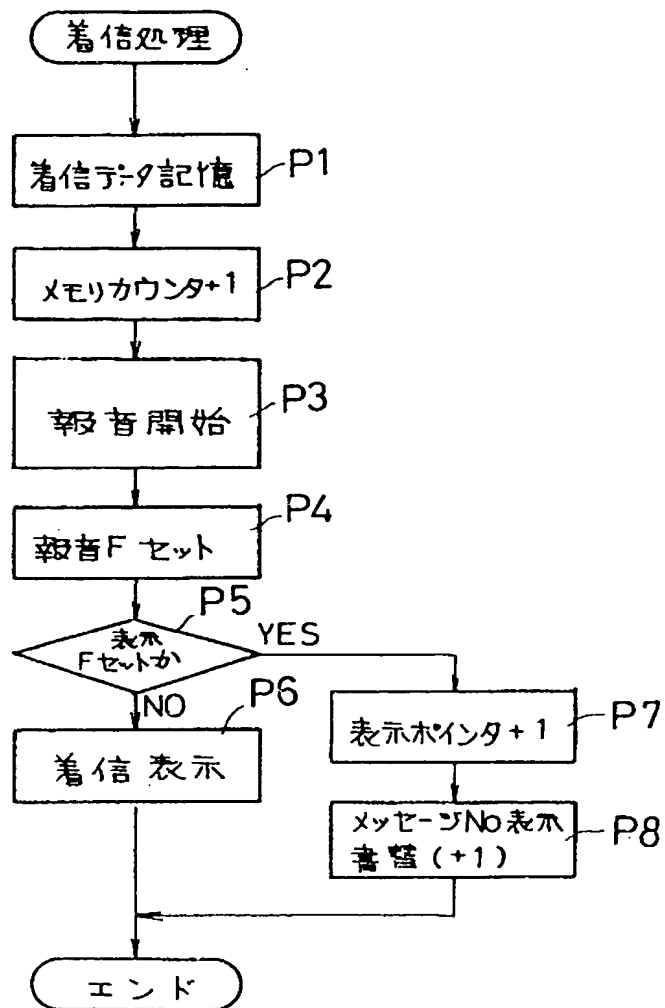 着信処理
着信データ記憶
P1
メモリカウンタ+1
P2
報音開始
P3
報音Fセット
P4
P5
表示
Fセットか
YES
NO
P6
着信表示
表示ポインタ+1
P7
メッセージNo表示
書替(+1)
P8
エンド